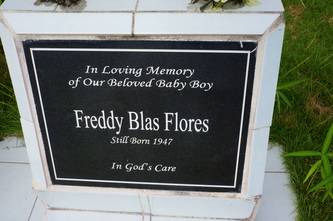 In Loving Memory
of Our Beloved Baby Boy
Freddy Blas Flores
Still Born 1947
In God's Care